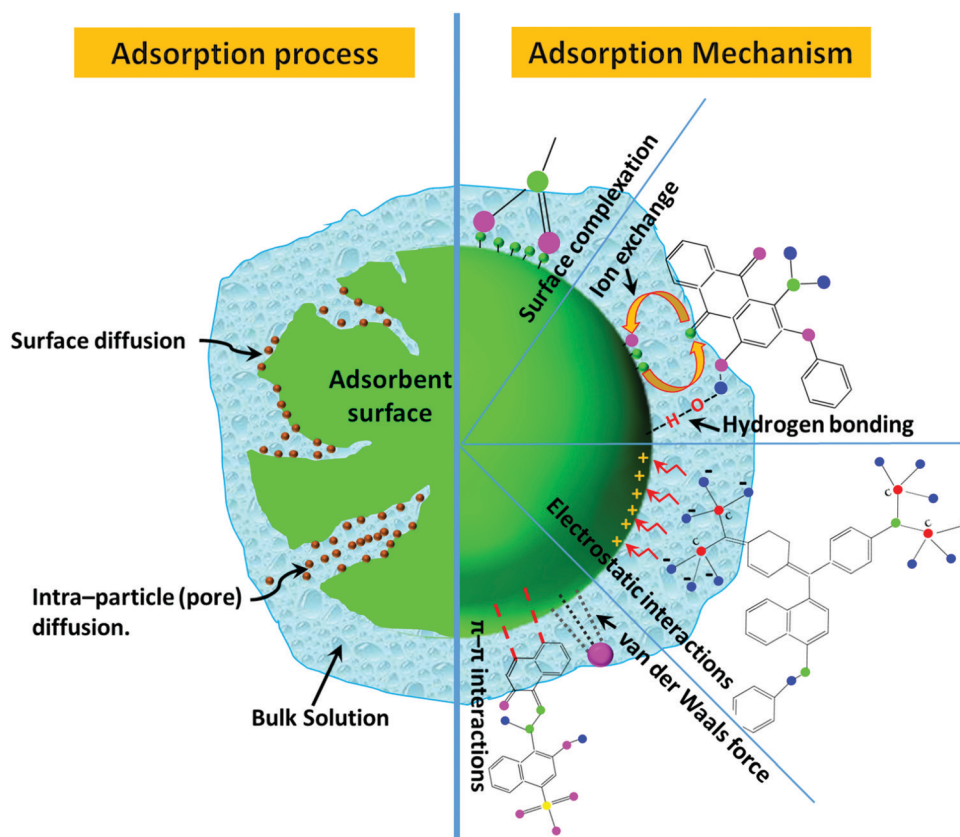 Adsorption process
Adsorption Mechanism
Surface complexation
Ion exchange
Surface diffusion
Adsorbent
surface
H
O
Hydrogen bonding
+
+
+
+
+
+
-
-
-
-
-
-
C
C
C
C
Electrostatic interactions
Intra–particle (pore)
diffusion.
van der Waals force
π–π interactions
Bulk Solution